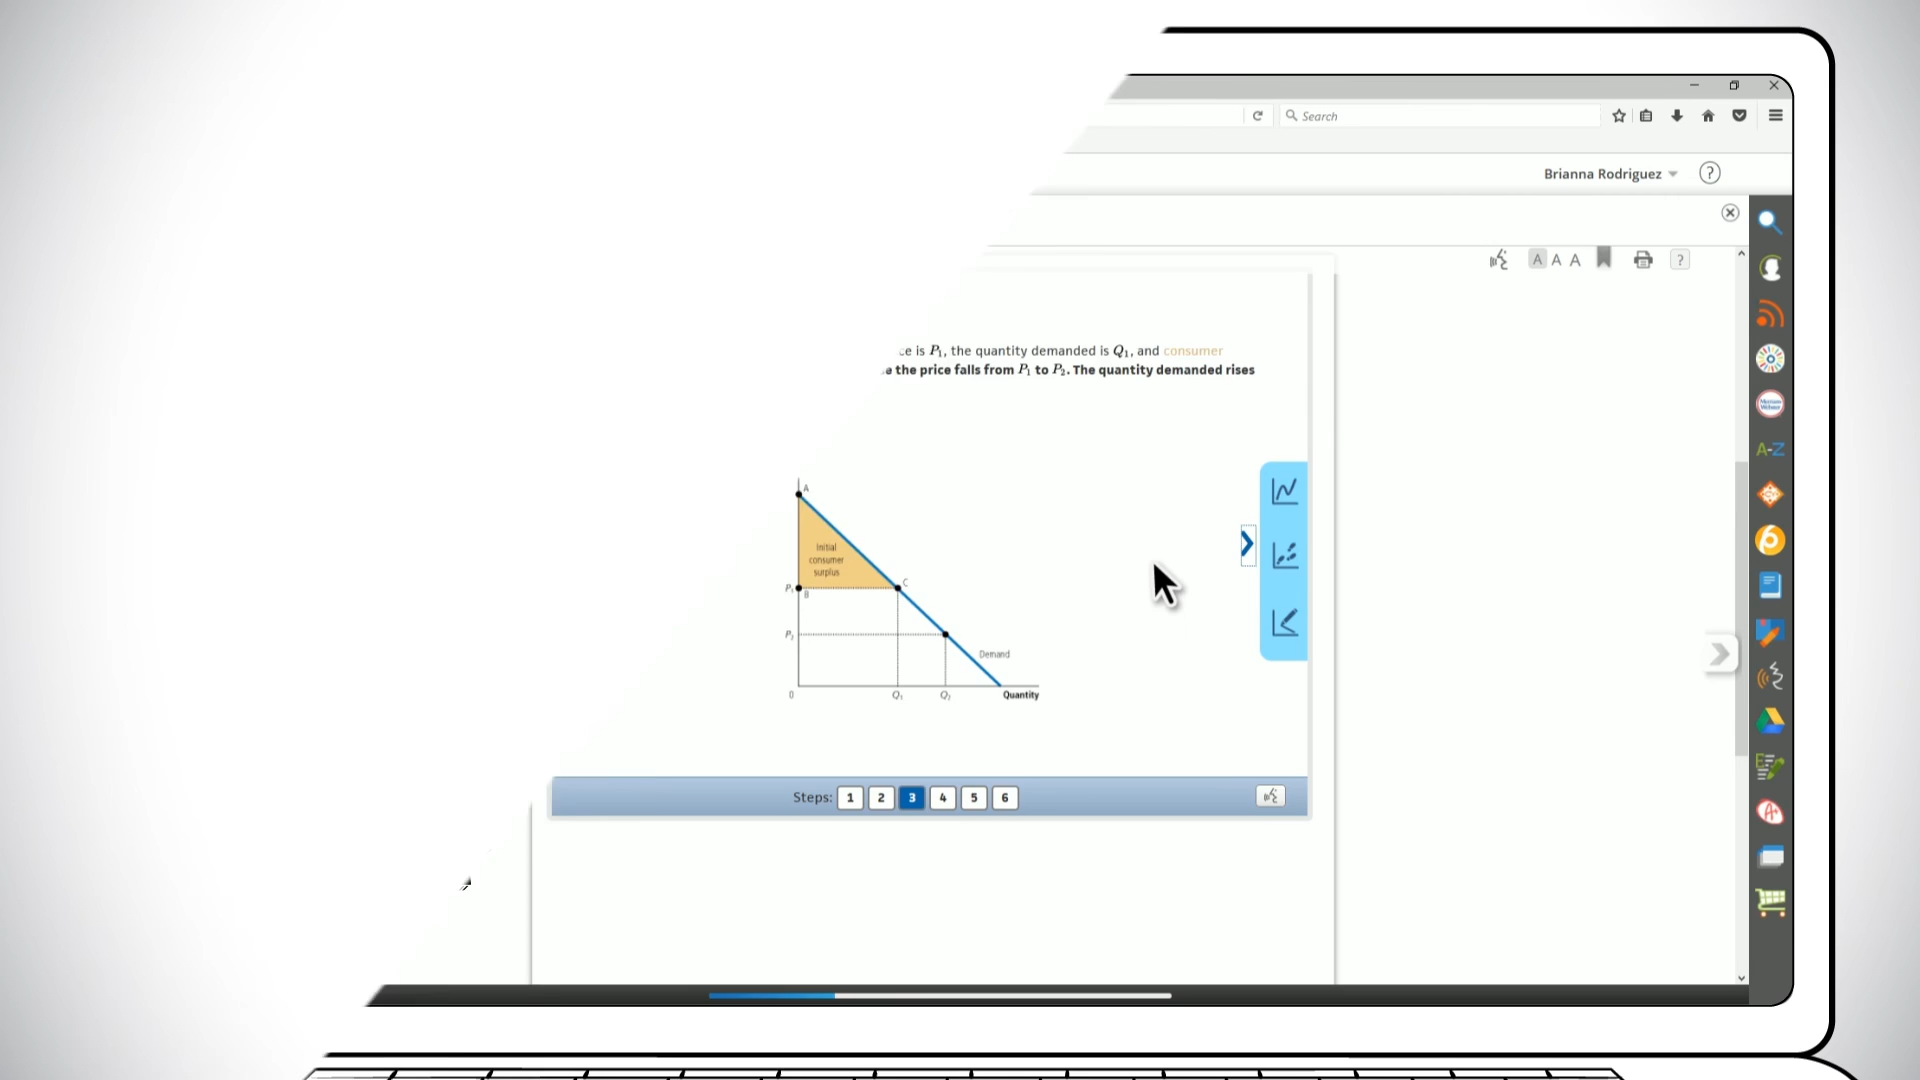 Search
Brianna Rodriguez
?
A A A
?
ce is P₁, the quantity demanded is Q₁, and consumer
the price falls from P₁ to P₂. The quantity demanded rises
A
Initial
consumer
surplus
P₁
B
C
P₂
Demand
0
Q₁
Q₂
Quantity
Steps: 1 2 3 4 5 6
A-Z
A+